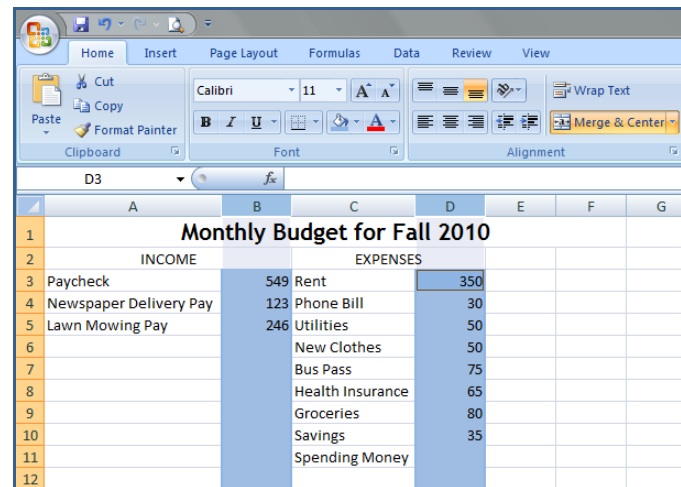 Home Insert Page Layout Formulas Data Review View
Cut
Copy
Paste
Format Painter
Clipboard
Calibri 11 A A
B I U A
Font
Wrap Text
Merge & Center
Alignment
D3 fx
A B C D E F G
1 Monthly Budget for Fall 2010
2 INCOME EXPENSES
3 Paycheck 549 Rent 350
4 Newspaper Delivery Pay 123 Phone Bill 30
5 Lawn Mowing Pay 246 Utilities 50
6 New Clothes 50
7 Bus Pass 75
8 Health Insurance 65
9 Groceries 80
10 Savings 35
11 Spending Money
12